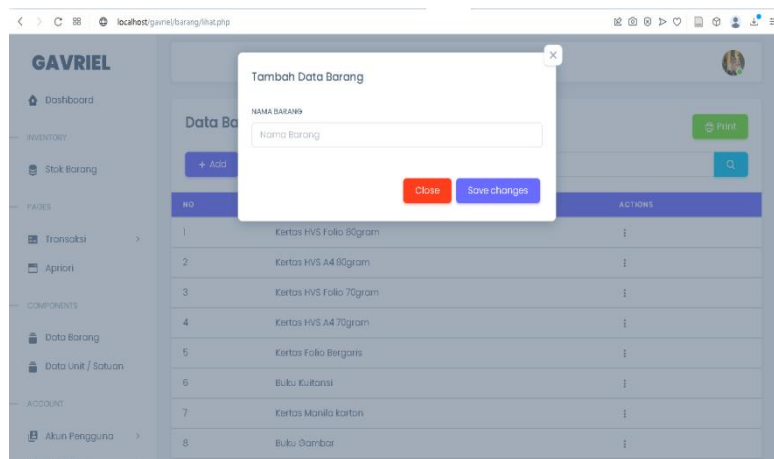 localhost/gavriel/barang/lihat.php
GAVRIEL
Dashboard
INVENTORY
Stok Barang
PAGES
Transaksi
Apriori
COMPONENTS
Data Barang
Data Unit / Satuan
ACCOUNT
Akun Pengguna
Tambah Data Barang
NAMA BARANG
Nama Barang
Close
Save changes
Data Ba
Print
+ Add
NO
ACTIONS
1 Kertas HVS Folio 80gram
2 Kertas HVS A4 80gram
3 Kertas HVS Folio 70gram
4 Kertas HVS A4 70gram
5 Kertas Folio Bergaris
6 Buku Kuitansi
7 Kertas Manila karton
8 Buku Gambar